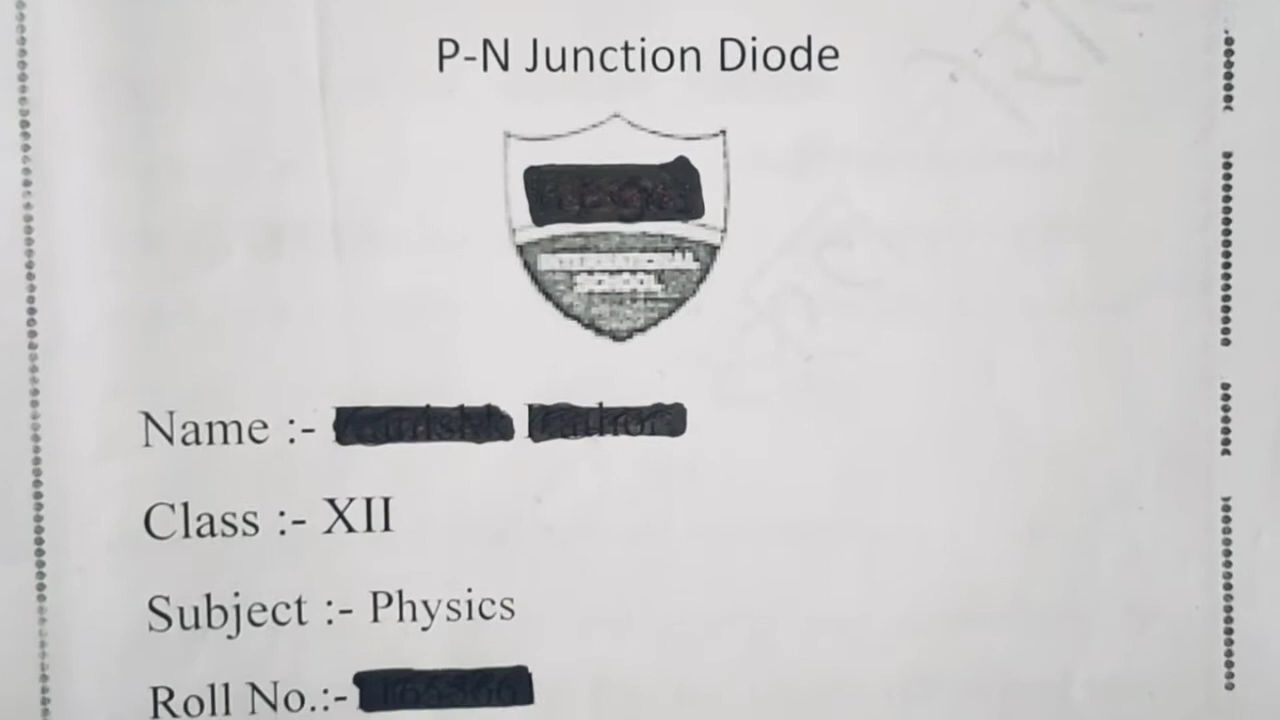 P-N Junction Diode
Name :-
Class :- XII
Subject :- Physics
Roll No.:-